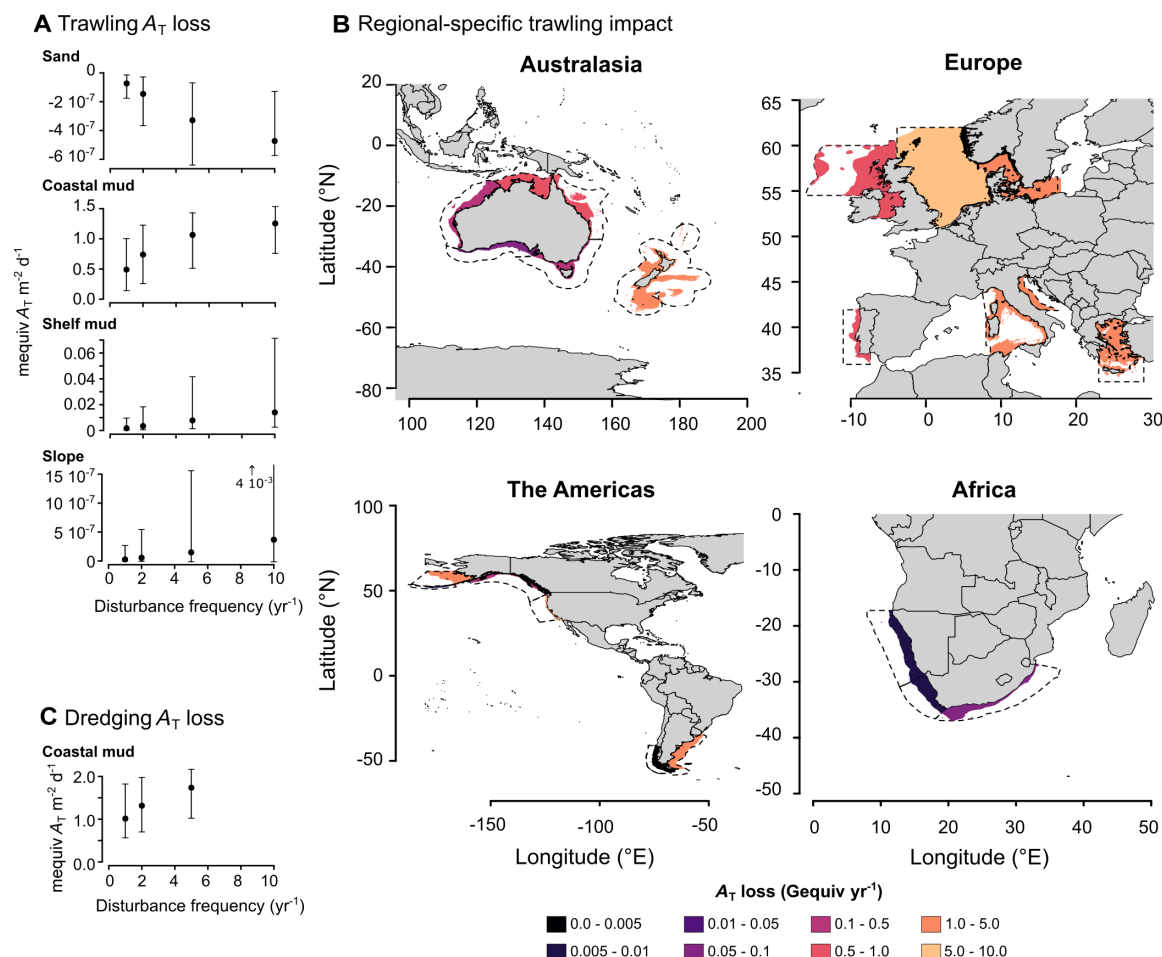 A Trawling A_T loss
Sand
0
-2 10⁻⁷
-4 10⁻⁷
-6 10⁻⁷
Coastal mud
1.5
1.0
0.5
0.0
Shelf mud
0.06
0.04
0.02
0
Slope
15 10⁻⁷
10 10⁻⁷
5 10⁻⁷
0
↑
4 10⁻³
0 2 4 6 8 10
Disturbance frequency (yr⁻¹)
mequiv A_T m⁻² d⁻¹
B Regional-specific trawling impact
Australasia
20
0
-20
-40
-60
-80
100 120 140 160 180 200
Latitude (°N)
Europe
65
60
55
50
45
40
35
-10 0 10 20 30
The Americas
100
50
0
-50
-150 -100 -50
Latitude (°N)
Longitude (°E)
Africa
0
-10
-20
-30
-40
-50
0 10 20 30 40 50
Longitude (°E)
C Dredging A_T loss
Coastal mud
2.0
1.0
0.0
0 2 4 6 8 10
mequiv A_T m⁻² d⁻¹
Disturbance frequency (yr⁻¹)
A_T loss (Gequiv yr⁻¹)
0.0 - 0.005 0.01 - 0.05 0.1 - 0.5 1.0 - 5.0
0.005 - 0.01 0.05 - 0.1 0.5 - 1.0 5.0 - 10.0